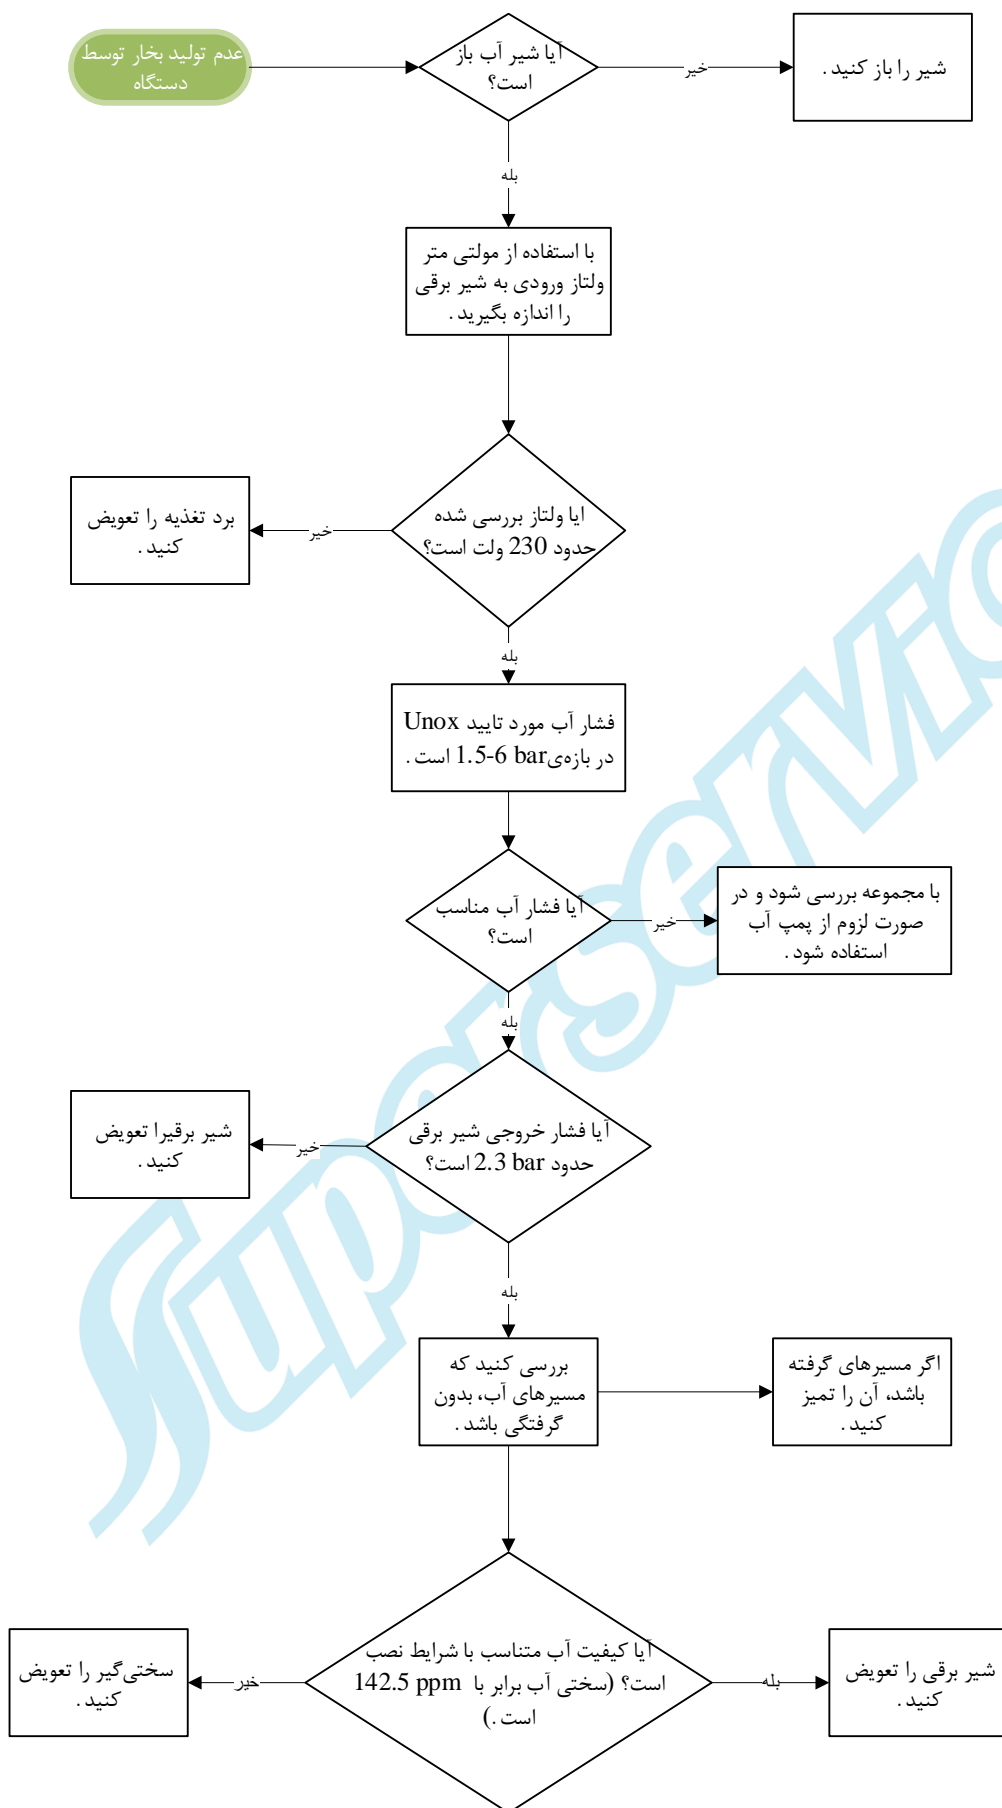 عدم تولید بخار توسط
دستگاه
آیا شیر آب باز
است؟
خیر
شیر را باز کنید.
بله
با استفاده از مولتی متر
ولتاز ورودی به شیر برقی
را اندازه بگیرید.
ایا ولتاز بررسی شده
حدود 230 ولت است؟
خیر
برد تغذیه را تعویض
کنید.
بله
فشار آب مورد تایید Unox
در بازه‌ی 1.5-6 bar است.
آیا فشار آب مناسب
است؟
خیر
با مجموعه بررسی شود و در
صورت لزوم از پمپ آب
استفاده شود.
بله
آیا فشار خروجی شیر برقی
حدود 2.3 bar است؟
خیر
شیر برقیرا تعویض
کنید.
بله
بررسی کنید که
مسیرهای آب، بدون
گرفتگی باشد.
اگر مسیرهای گرفته
باشد، آن را تمیز
کنید.
آیا کیفیت آب متناسب با شرایط نصب
است؟ (سختی آب برابر با 142.5 ppm
است.)
خیر
سختی‌گیر را تعویض
کنید.
بله
شیر برقی را تعویض
کنید.
Superservic